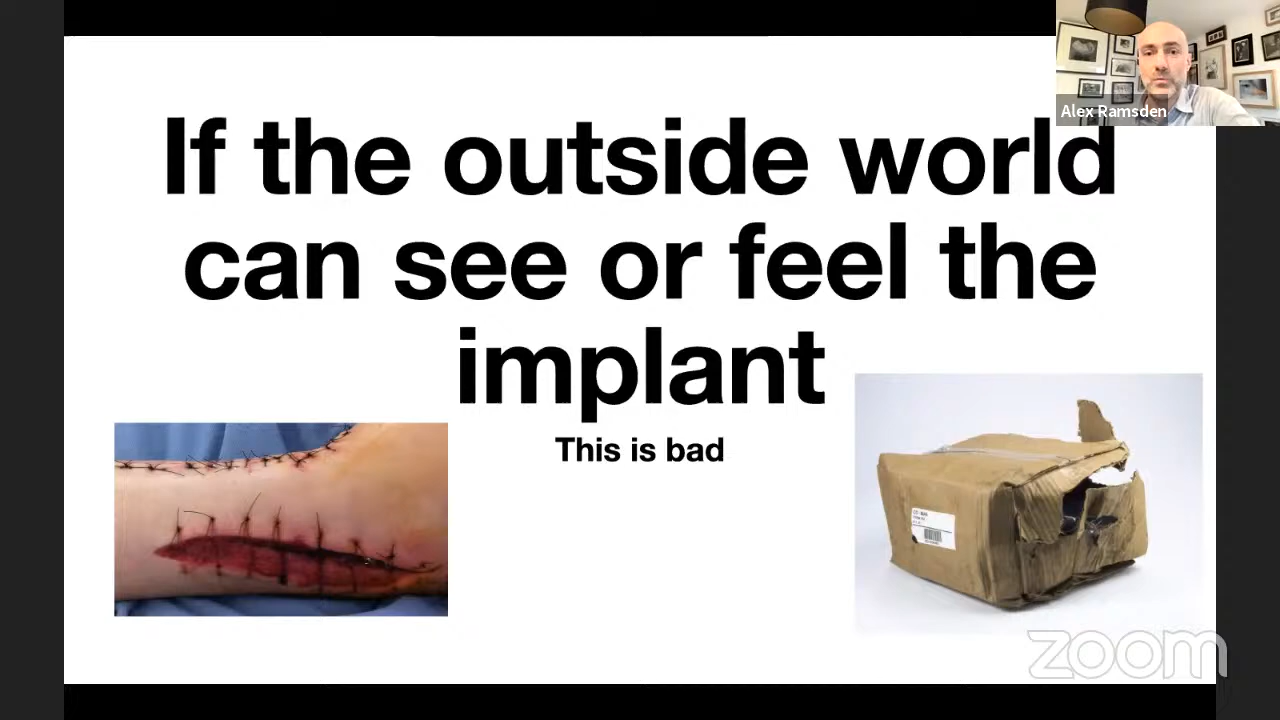 Alex Ramsden
If the outside world
can see or feel the
implant
This is bad
zoom